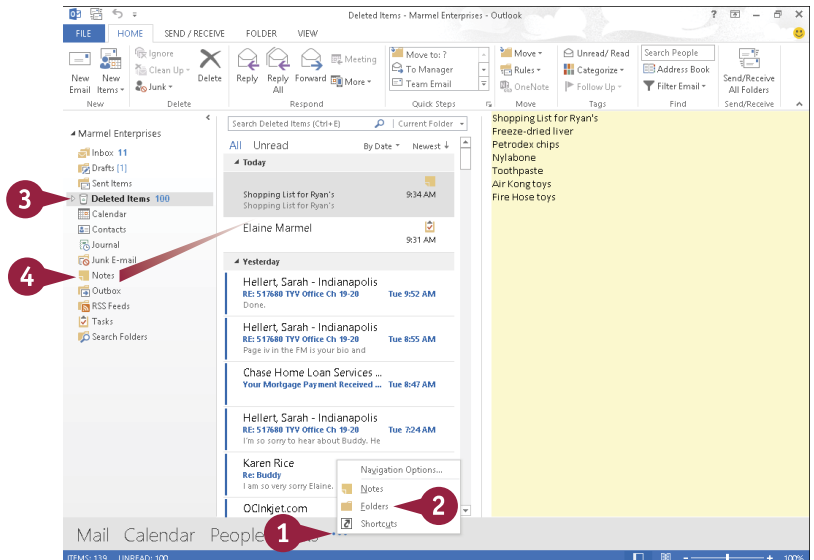 Deleted Items - Marmel Enterprises - Outlook
FILE HOME SEND / RECEIVE FOLDER VIEW
New Email
New Items
New
Ignore
Clean Up
Junk
Delete
Delete
Reply
Reply All
Forward
Meeting
More
Respond
Move to: ?
To Manager
Team Email
Quick Steps
Move
Rules
OneNote
Move
Unread/ Read
Categorize
Follow Up
Tags
Search People
Address Book
Filter Email
Find
Send/Receive All Folders
Send/Receive
Marmel Enterprises
Inbox 11
Drafts [1]
Sent Items
3
Deleted Items 100
Calendar
Contacts
Journal
Junk E-mail
4
Notes
Outbox
RSS Feeds
Tasks
Search Folders
Search Deleted Items (Ctrl+E) Current Folder
All Unread By Date Newest ↓
Today
Shopping List for Ryan's 9:34 AM
Shopping List for Ryan's
Elaine Marmel
9:31 AM
Yesterday
Hellert, Sarah - Indianapolis
RE: 517680 TYV Office Ch 19-20 Tue 9:52 AM
Done.
Hellert, Sarah - Indianapolis
RE: 517680 TYV Office Ch 19-20 Tue 8:55 AM
Page iv in the FM is your bio and
Chase Home Loan Services ...
Your Mortgage Payment Received ... Tue 8:47 AM
Hellert, Sarah - Indianapolis
RE: 517680 TYV Office Ch 19-20 Tue 7:24 AM
I'm so sorry to hear about Buddy. He
Karen Rice
Re: Buddy
I am so very sorry Elaine.
OCInkjet.com
Shopping List for Ryan's
Freeze-dried liver
Petrodex chips
Nylabone
Toothpaste
Air Kong toys
Fire Hose toys
Navigation Options...
Notes
Folders
2
Shortcuts
Mail Calendar People
1
ITEMS: 139 UNREAD: 100
100%